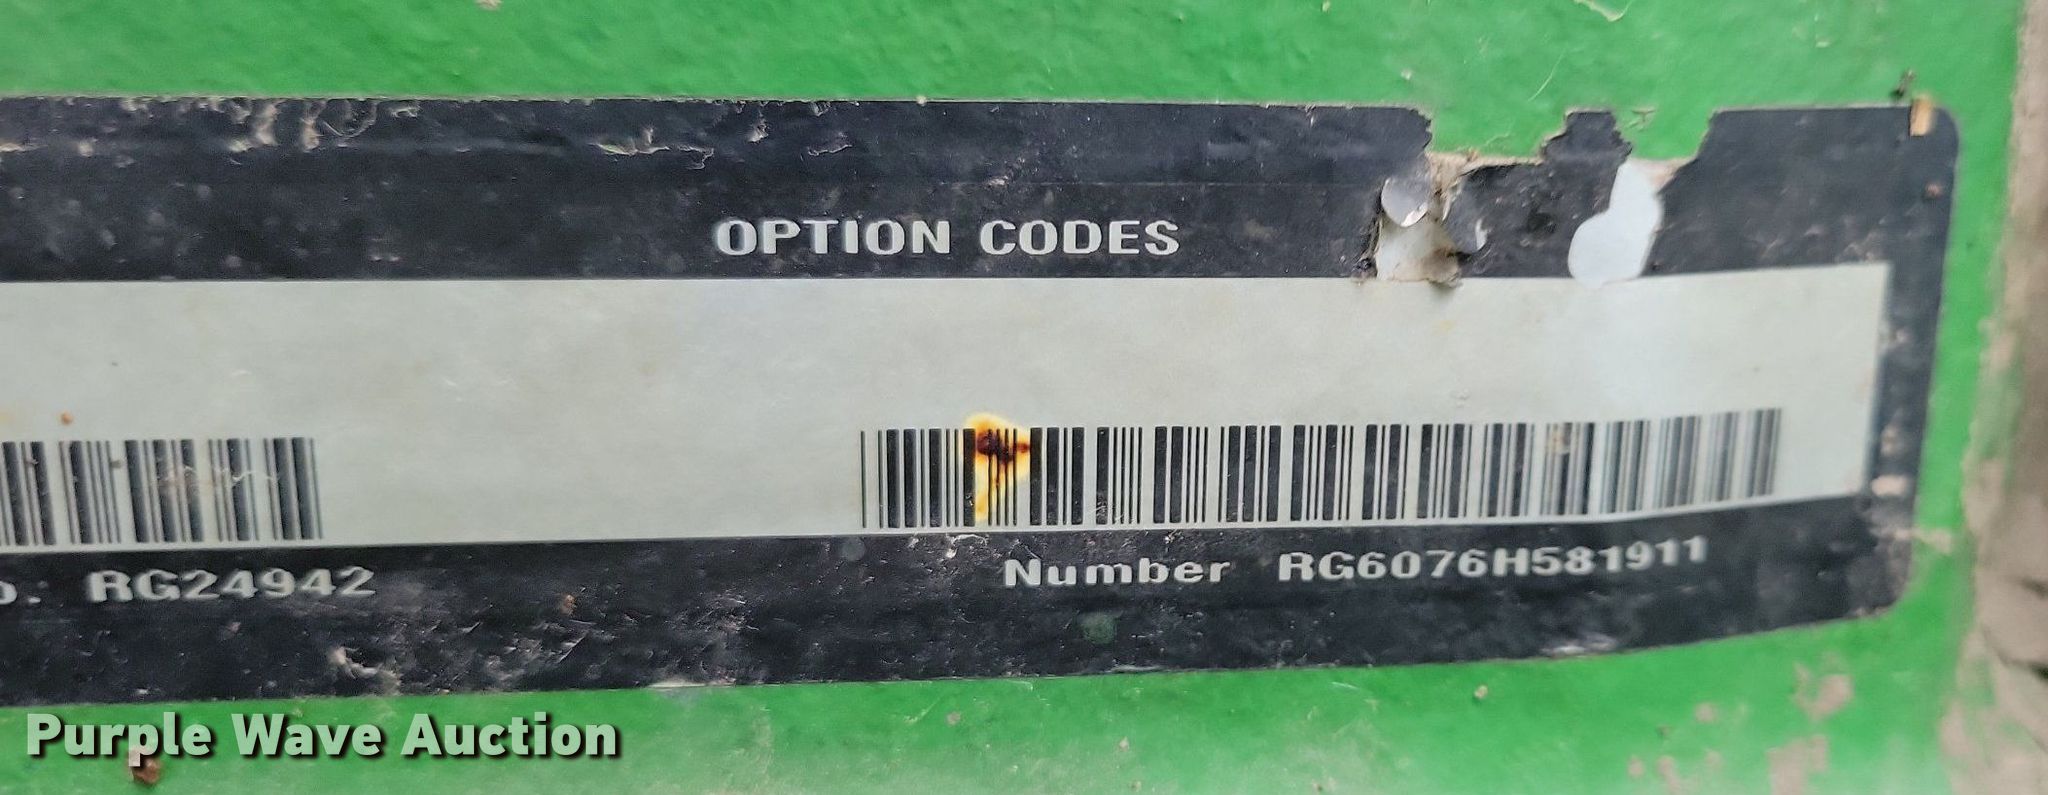 OPTION CODES
o. RG24942
Number RG6076H581911
Purple Wave Auction